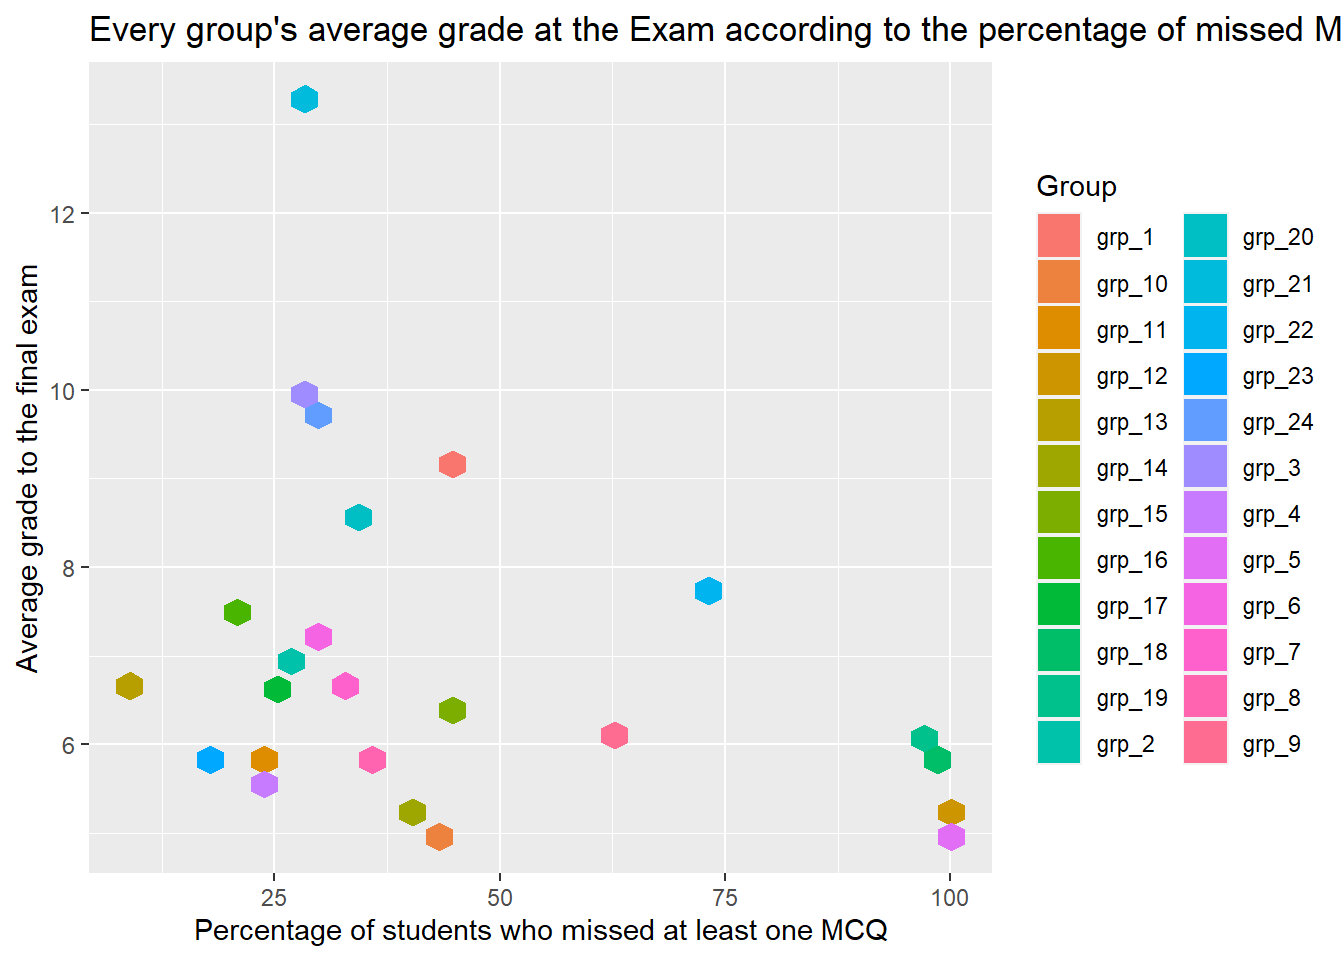 Every group's average grade at the Exam according to the percentage of missed M
Average grade to the final exam
12
10
8
6
25 50 75 100
Percentage of students who missed at least one MCQ
Group
grp_1 grp_20
grp_10 grp_21
grp_11 grp_22
grp_12 grp_23
grp_13 grp_24
grp_14 grp_3
grp_15 grp_4
grp_16 grp_5
grp_17 grp_6
grp_18 grp_7
grp_19 grp_8
grp_2 grp_9